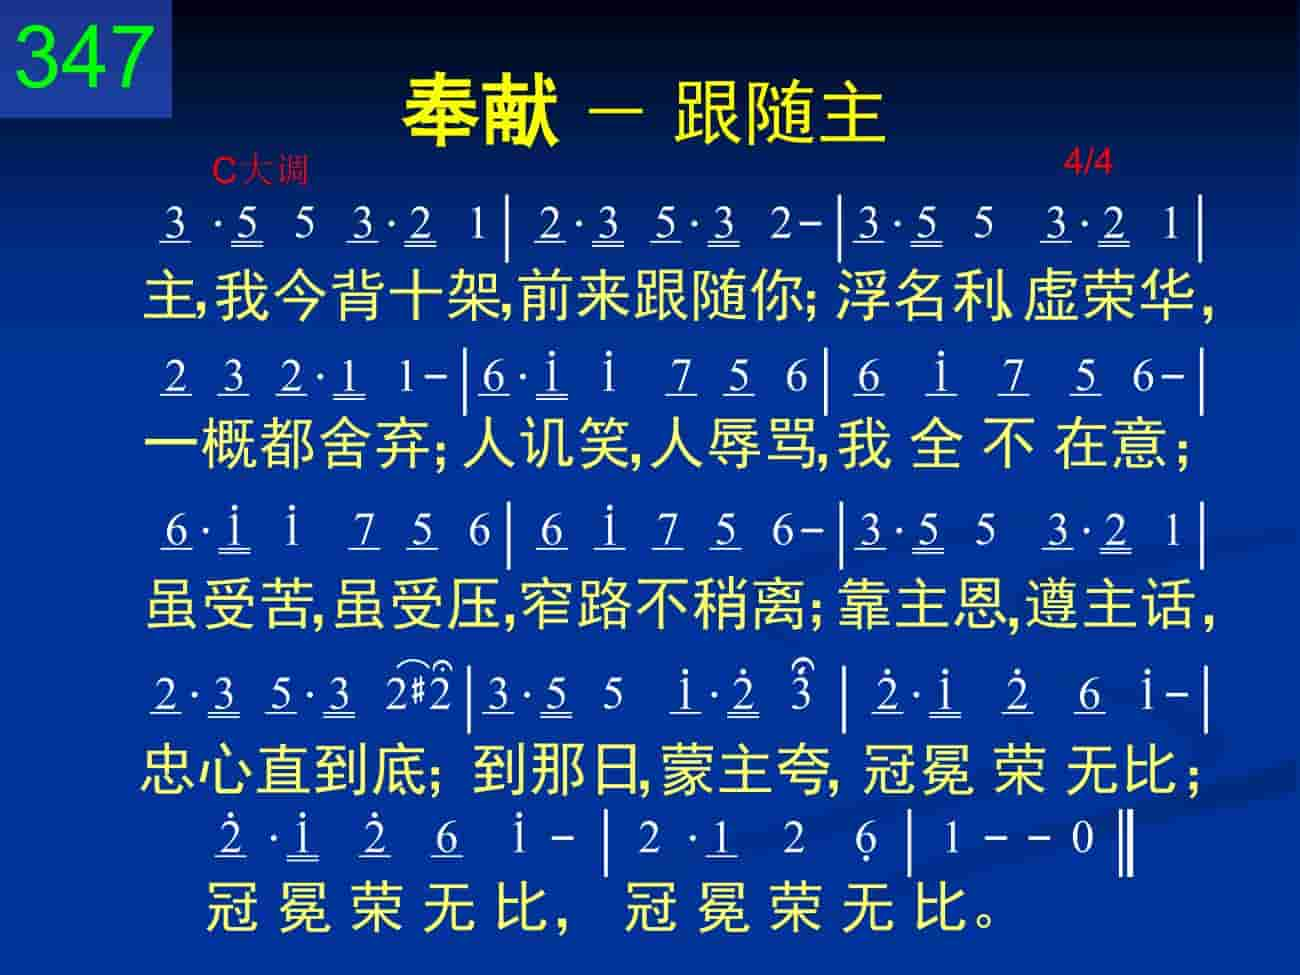 347
奉献 － 跟随主
C大调 4/4
3 ·5 5 3·2 1| 2·3 5·3 2-|3·5 5 3·2 1|
主,我今背十架,前来跟随你;浮名利、虚荣华,
2 3 2·1 1-|6·i i 7 5 6| 6 i 7 5 6-|
一概都舍弃;人讥笑,人辱骂,我 全 不 在意;
6·i i 7 5 6| 6 i 7 5 6-|3·5 5 3·2 1|
虽受苦,虽受压,窄路不稍离;靠主恩,遵主话,
2·3 5·3 2#2|3·5 5 i·2̇ 3̇ | 2̇·i 2̇ 6 i-|
忠心直到底; 到那日,蒙主夸, 冠冕 荣 无比;
2̇ ·i 2̇ 6 i - | 2 ·1 2 6̣ | 1 - - 0 ‖
冠 冕 荣 无 比, 冠 冕 荣 无 比。